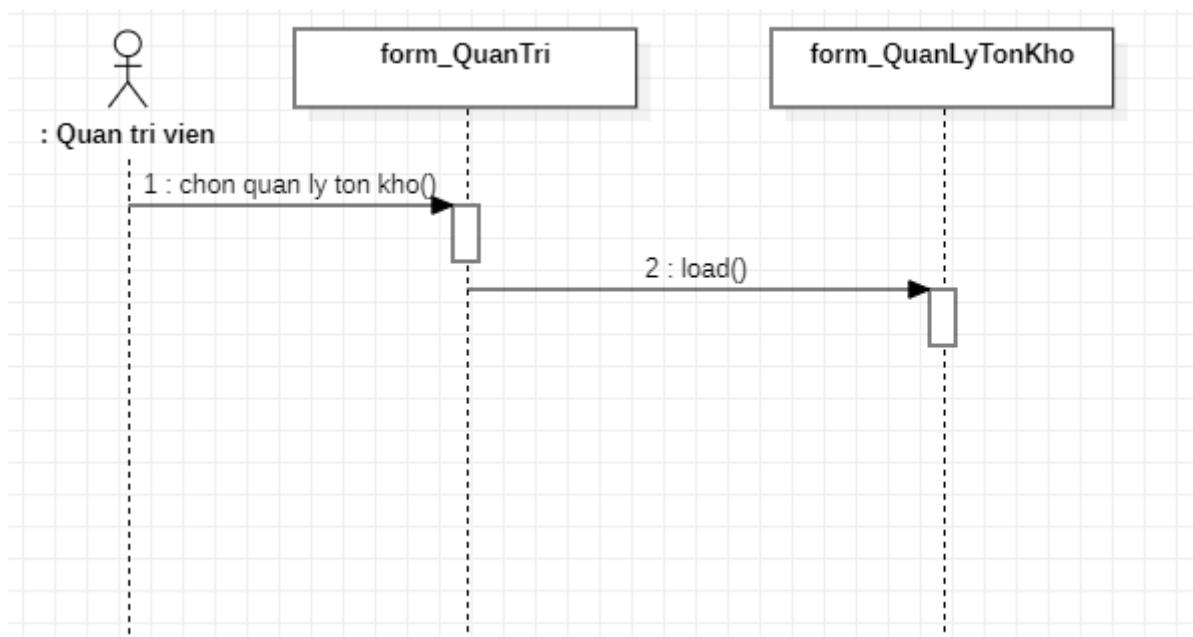 form_QuanTri
form_QuanLyTonKho
: Quan tri vien
1 : chon quan ly ton kho()
2 : load()